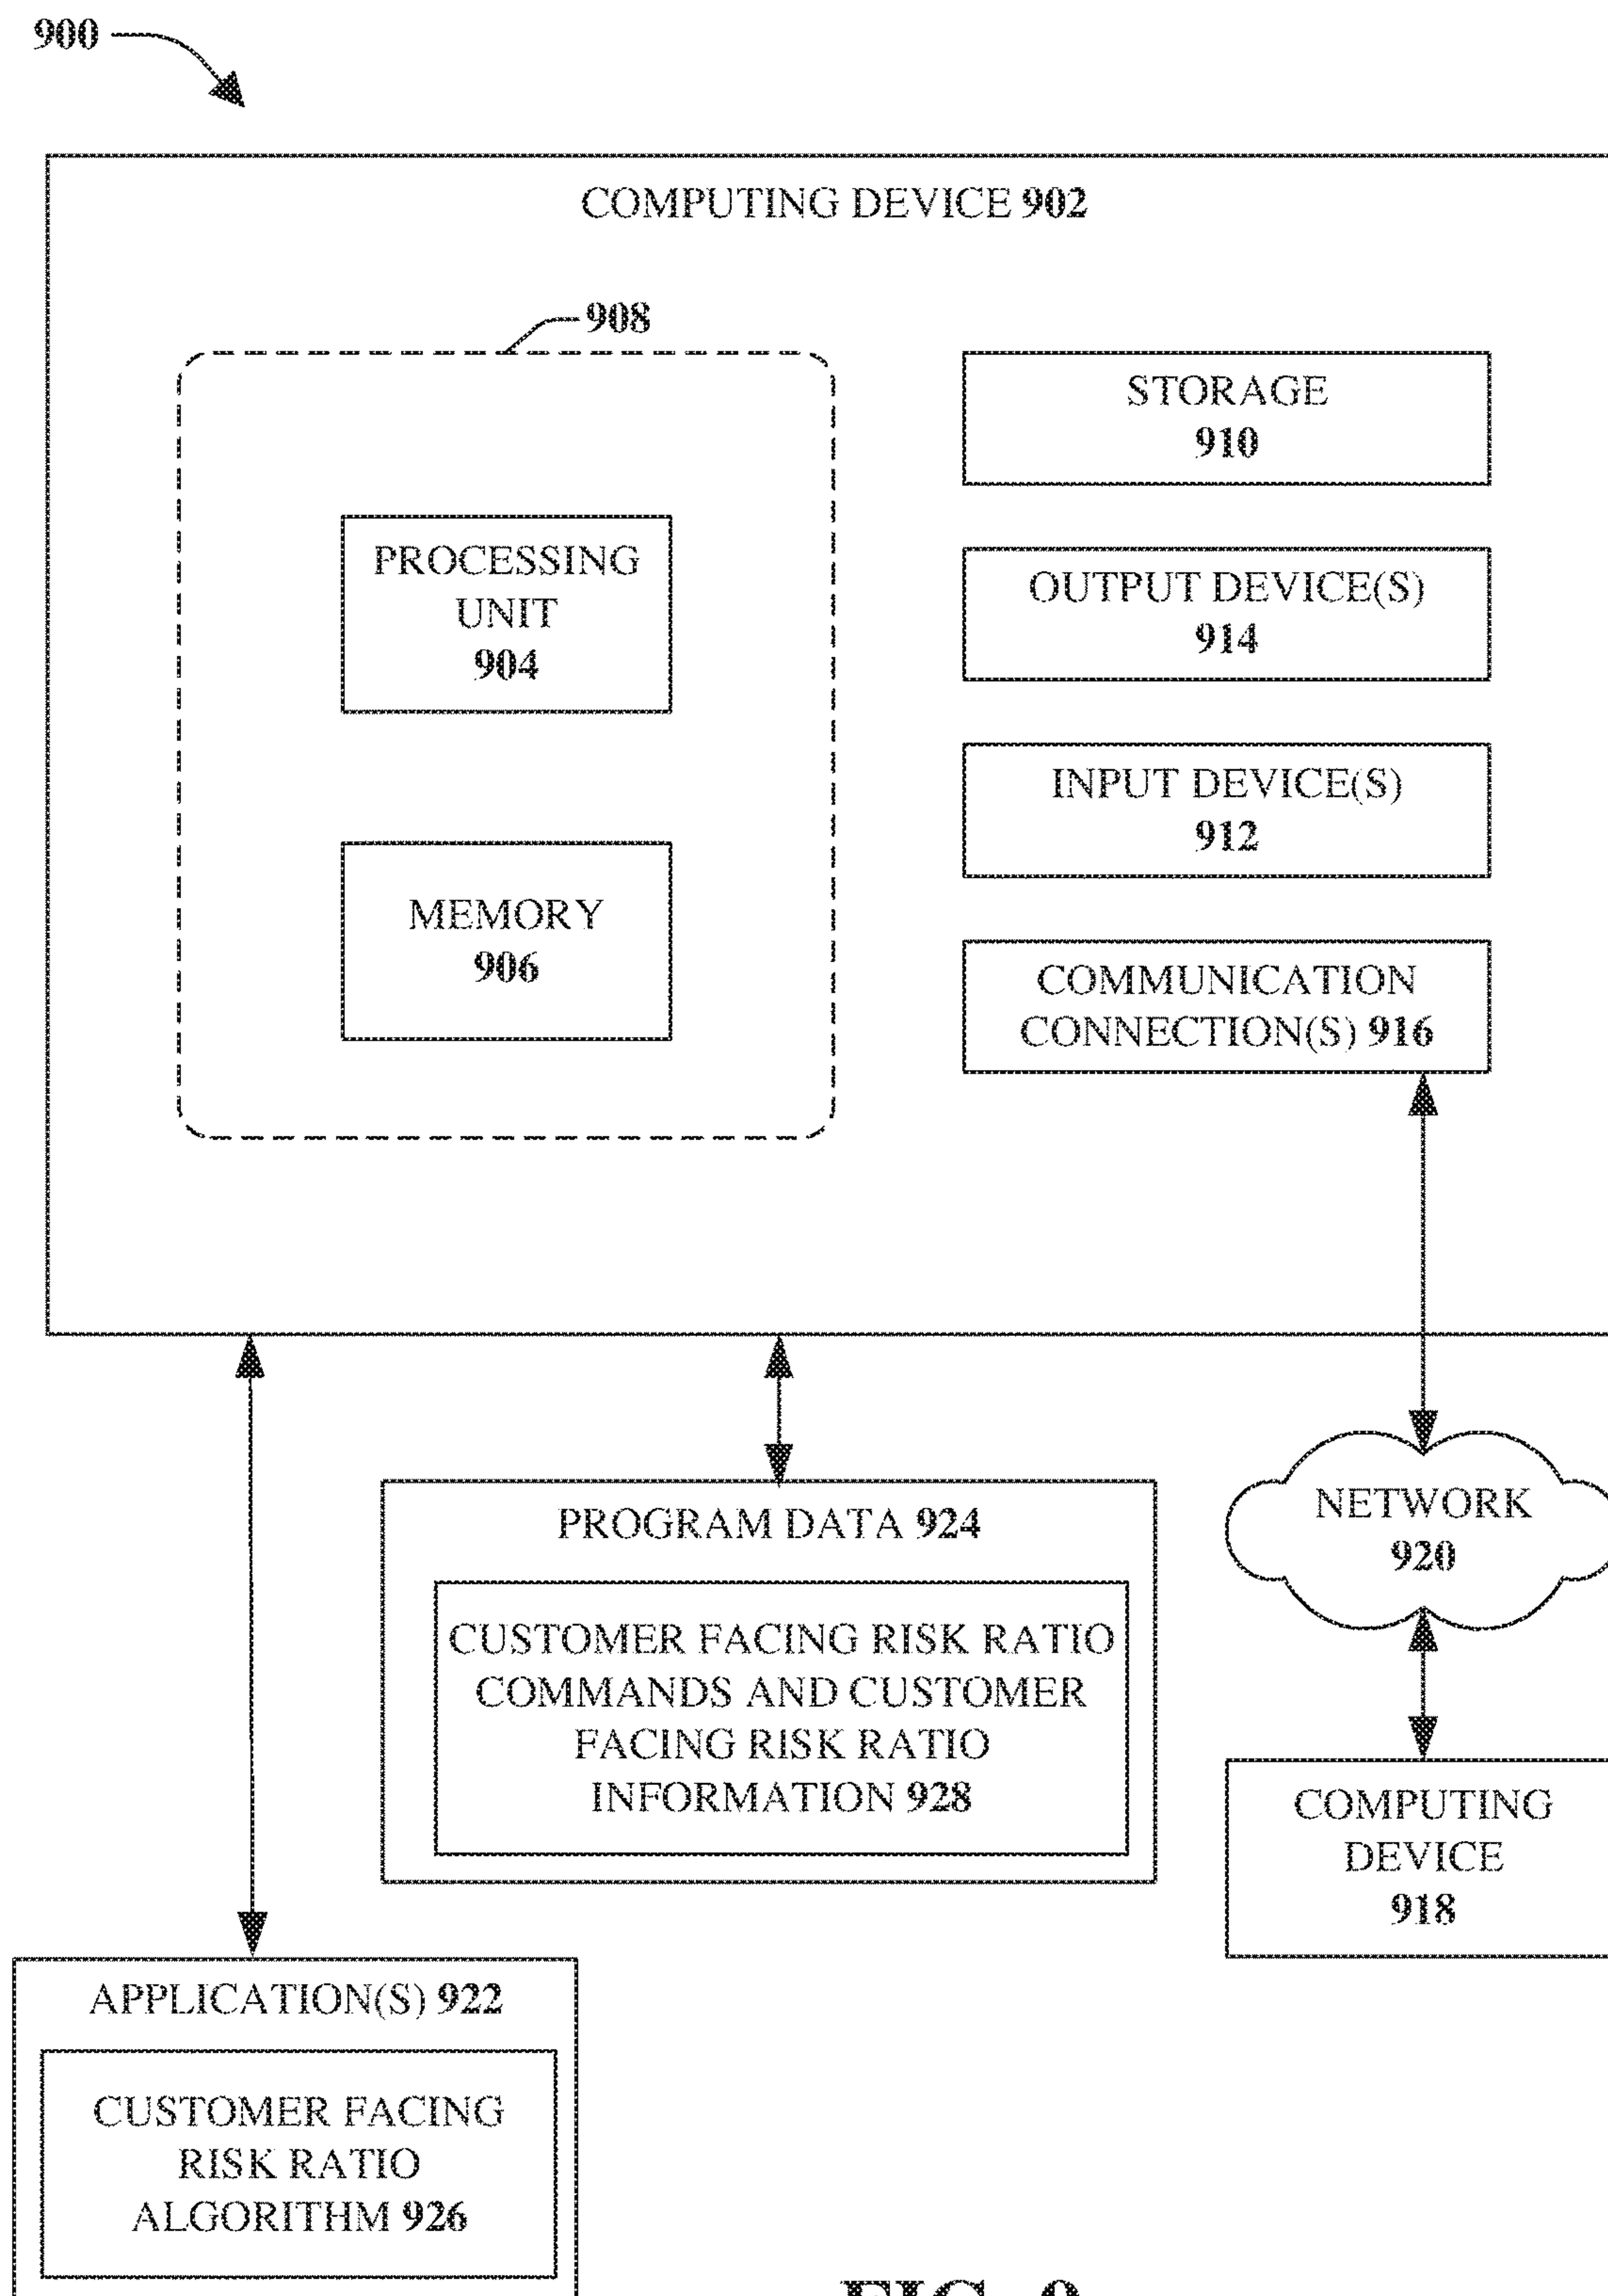 900
COMPUTING DEVICE 902
908
PROCESSING
UNIT
904
MEMORY
906
STORAGE
910
OUTPUT DEVICE(S)
914
INPUT DEVICE(S)
912
COMMUNICATION
CONNECTION(S) 916
PROGRAM DATA 924
CUSTOMER FACING RISK RATIO
COMMANDS AND CUSTOMER
FACING RISK RATIO
INFORMATION 928
NETWORK
920
COMPUTING
DEVICE
918
APPLICATION(S) 922
CUSTOMER FACING
RISK RATIO
ALGORITHM 926
FIG. 9